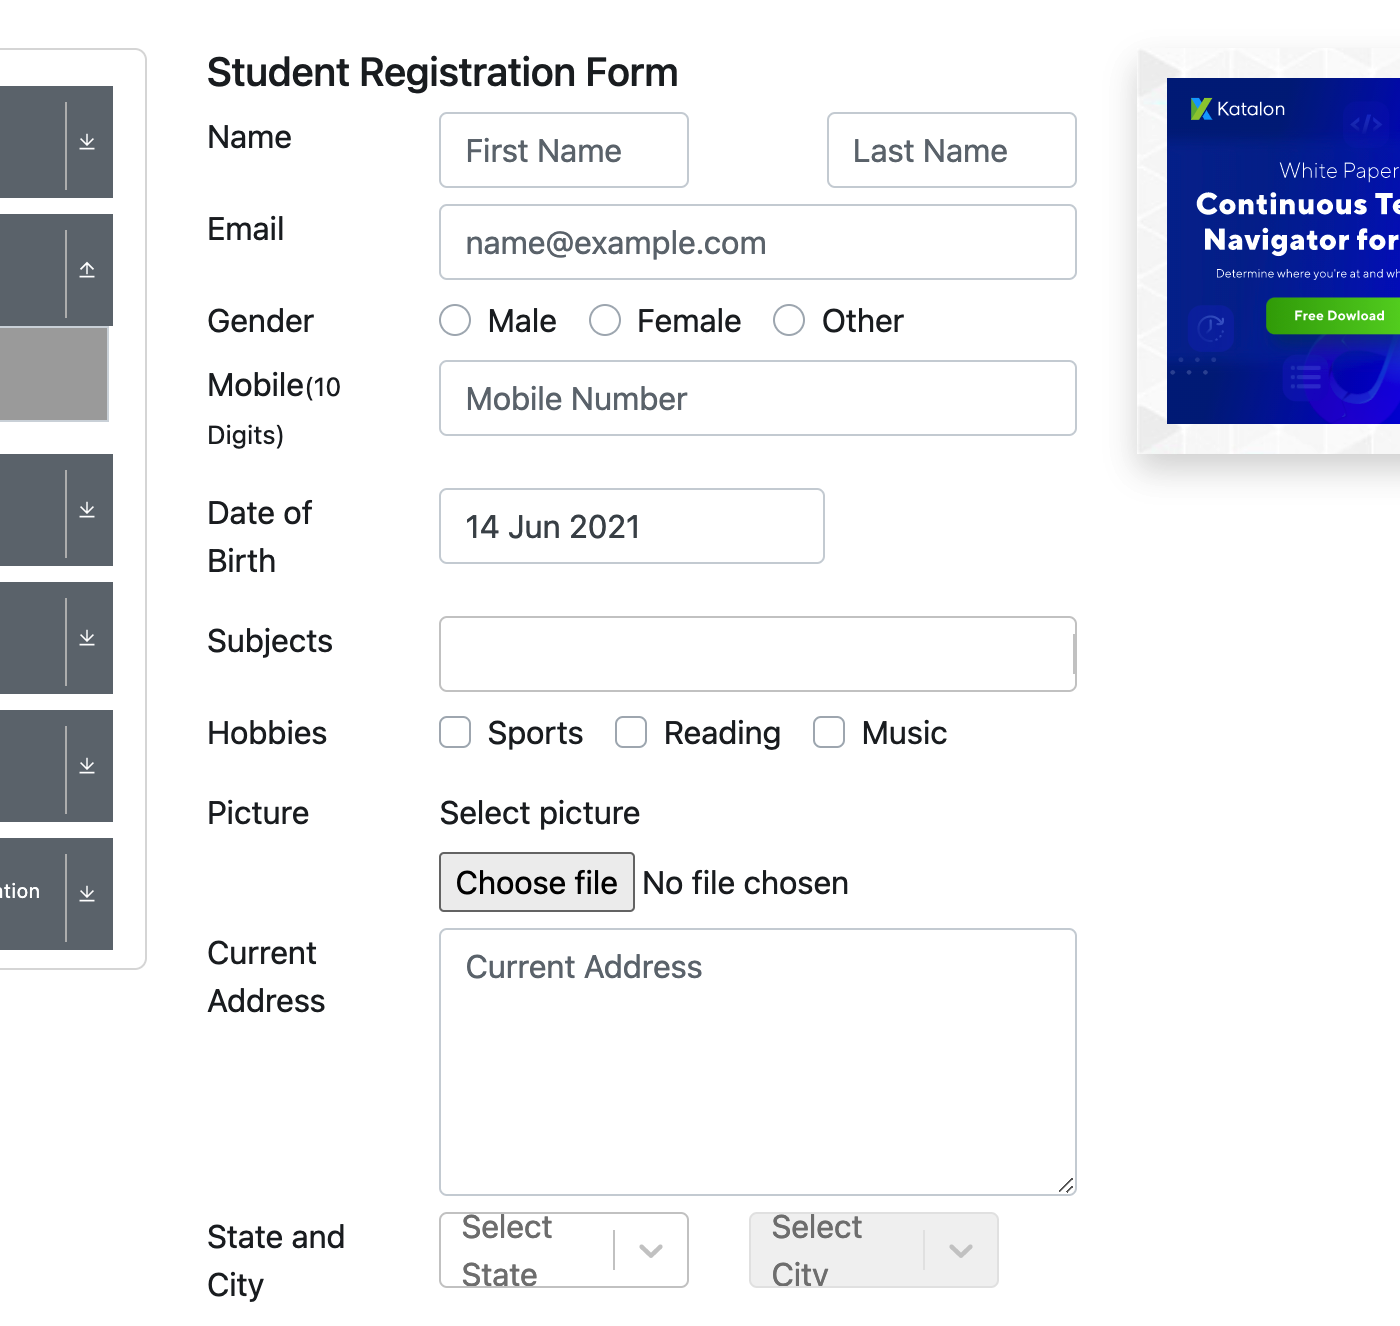 Student Registration Form
Name
First Name
Last Name
Email
name@example.com
Gender
Male
Female
Other
Mobile(10
Digits)
Mobile Number
Date of
Birth
14 Jun 2021
Subjects
Hobbies
Sports
Reading
Music
Picture
Select picture
Choose file
No file chosen
Current
Address
Current Address
State and
City
Select
State
Select
City
Katalon
White Paper
Continuous
Navigator for
Determine where you're at and
Free Dowload